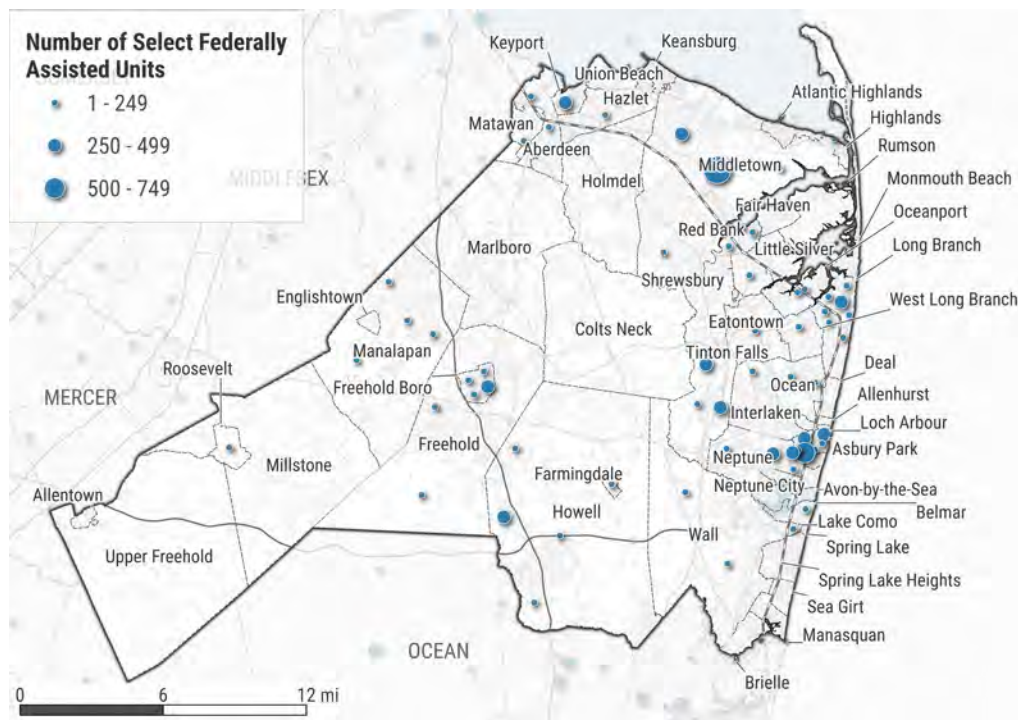 Number of Select Federally
Assisted Units
1 - 249
250 - 499
500 - 749
Keyport
Keansburg
Union Beach
Hazlet
Atlantic Highlands
Matawan
Highlands
Aberdeen
Rumson
Middletown
Holmdel
Monmouth Beach
MIDDLESEX
Fair Haven
Oceanport
Red Bank
Marlboro
Little Silver
Long Branch
Shrewsbury
Englishtown
West Long Branch
Eatontown
Colts Neck
Manalapan
Tinton Falls
Roosevelt
Deal
Freehold Boro
Ocean
MERCER
Allenhurst
Interlaken
Loch Arbour
Freehold
Asbury Park
Neptune
Millstone
Farmingdale
Neptune City
Avon-by-the-Sea
Allentown
Howell
Belmar
Lake Como
Wall
Spring Lake
Upper Freehold
Spring Lake Heights
Sea Girt
Manasquan
OCEAN
Brielle
0 6 12 mi